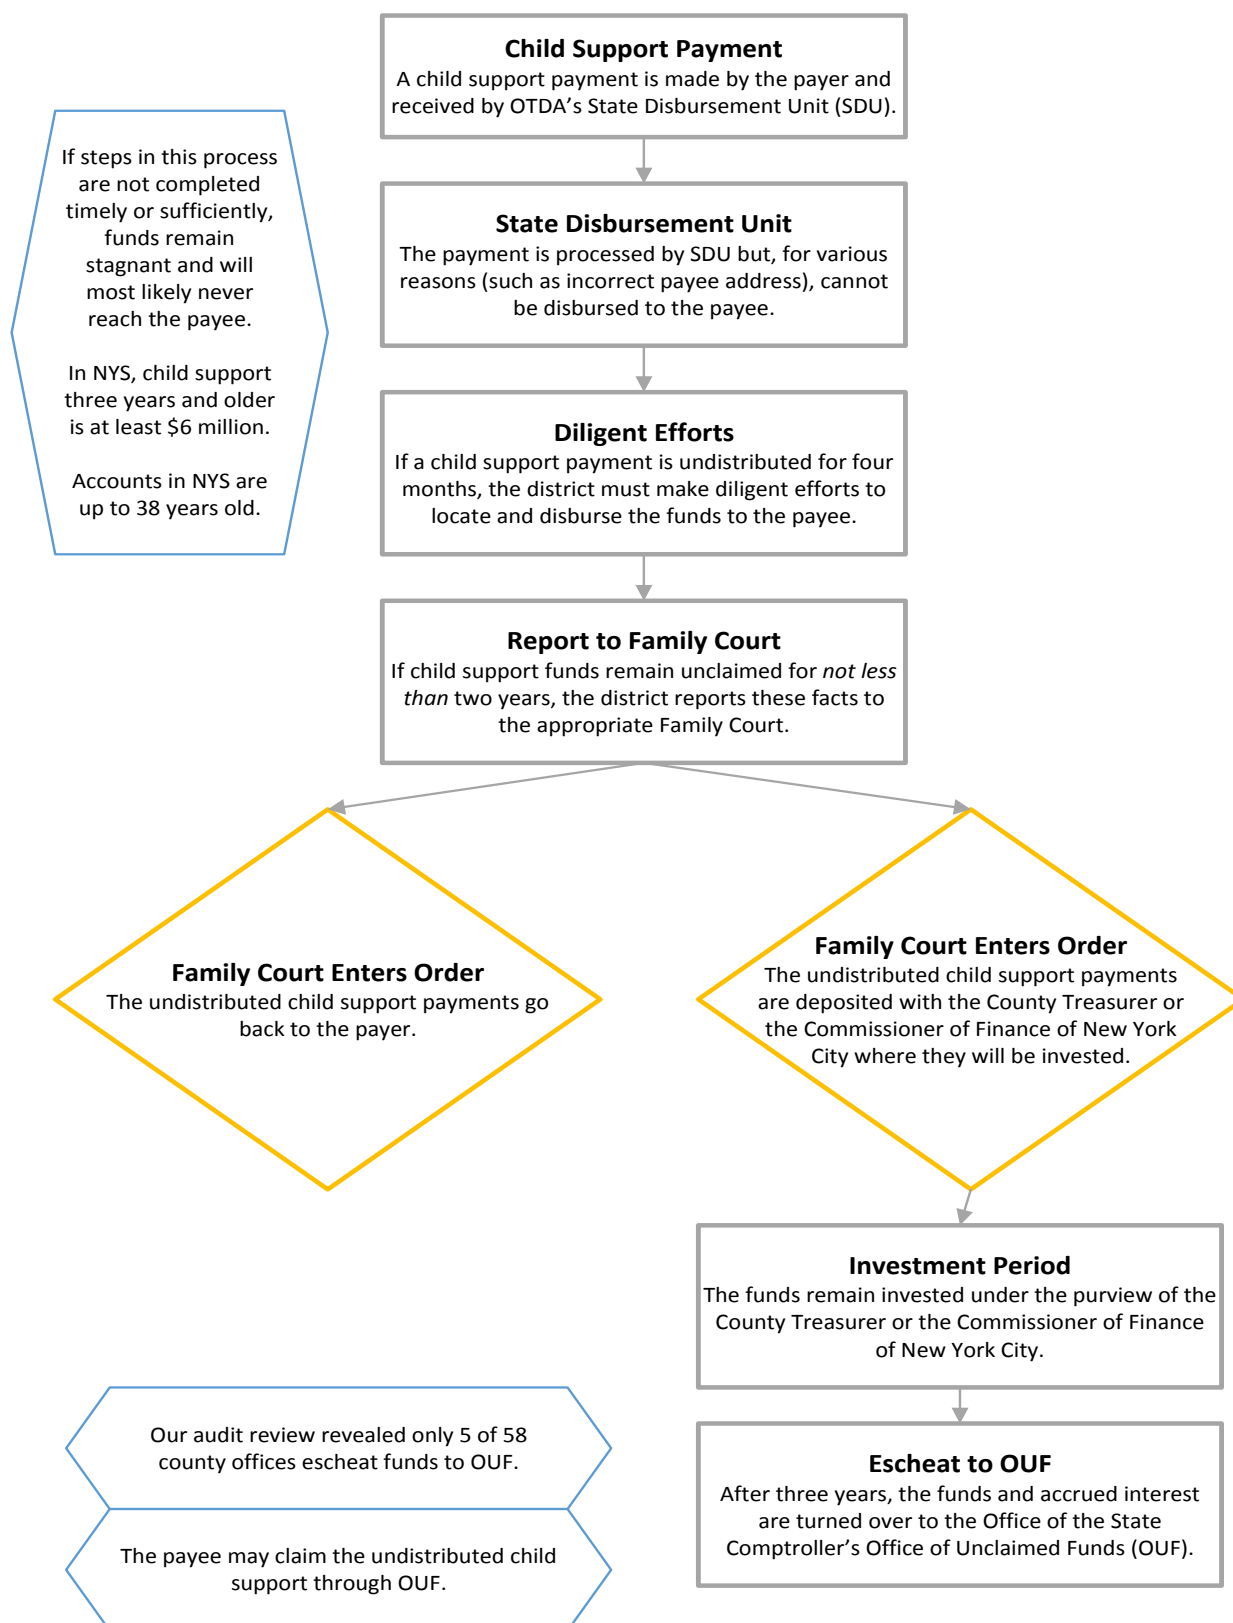 Child Support Payment
A child support payment is made by the payer and
received by OTDA’s State Disbursement Unit (SDU).
If steps in this process
are not completed
timely or sufficiently,
funds remain
stagnant and will
most likely never
reach the payee.
In NYS, child support
three years and older
is at least $6 million.
Accounts in NYS are
up to 38 years old.
State Disbursement Unit
The payment is processed by SDU but, for various
reasons (such as incorrect payee address), cannot
be disbursed to the payee.
Diligent Efforts
If a child support payment is undistributed for four
months, the district must make diligent efforts to
locate and disburse the funds to the payee.
Report to Family Court
If child support funds remain unclaimed for not less
than two years, the district reports these facts to
the appropriate Family Court.
Family Court Enters Order
The undistributed child support payments go
back to the payer.
Family Court Enters Order
The undistributed child support payments
are deposited with the County Treasurer or
the Commissioner of Finance of New York
City where they will be invested.
Investment Period
The funds remain invested under the purview of the
County Treasurer or the Commissioner of Finance
of New York City.
Escheat to OUF
After three years, the funds and accrued interest
are turned over to the Office of the State
Comptroller’s Office of Unclaimed Funds (OUF).
Our audit review revealed only 5 of 58
county offices escheat funds to OUF.
The payee may claim the undistributed child
support through OUF.